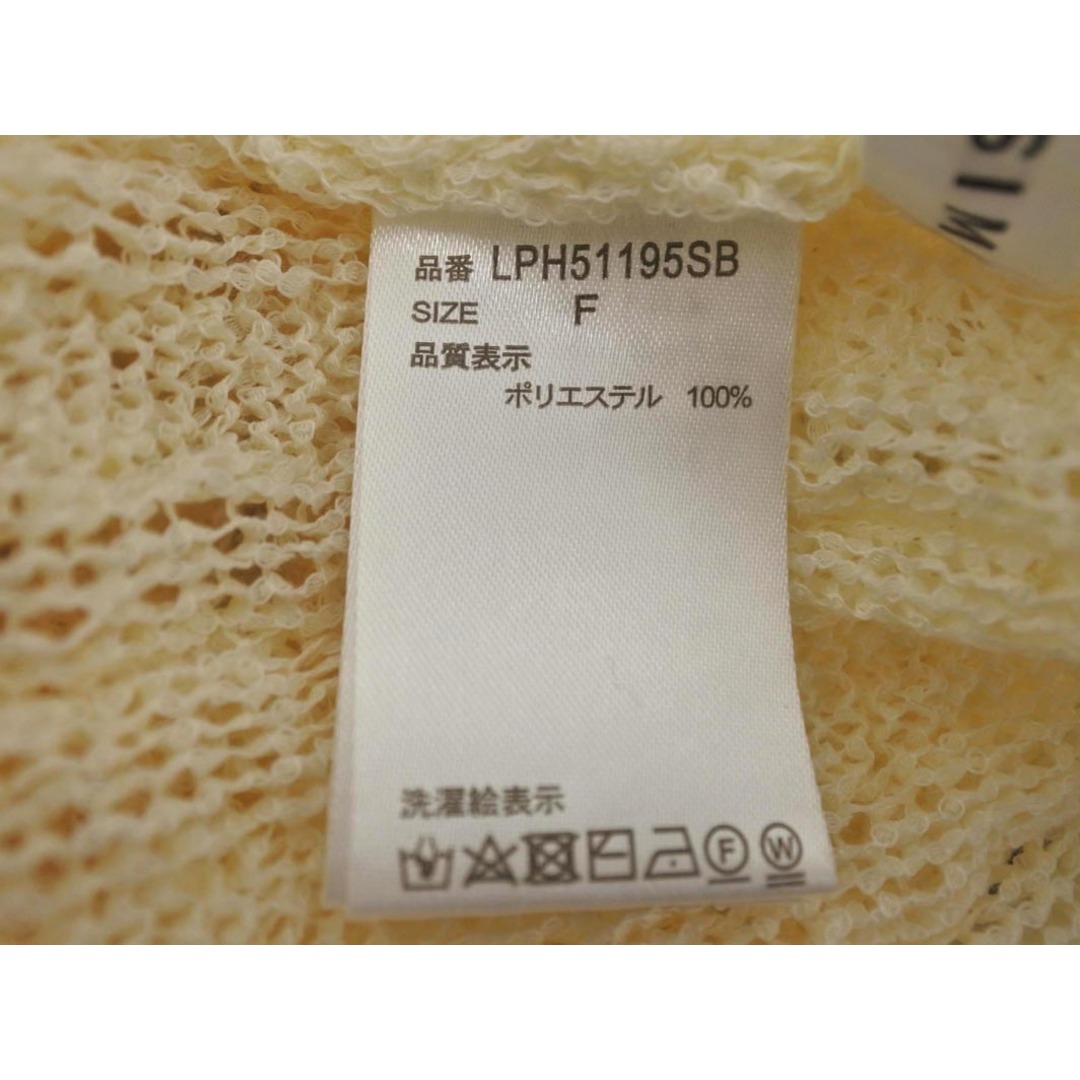 品番 LPH51195SB
SIZE F
品質表示
ポリエステル 100%
洗濯絵表示
F W
SIM